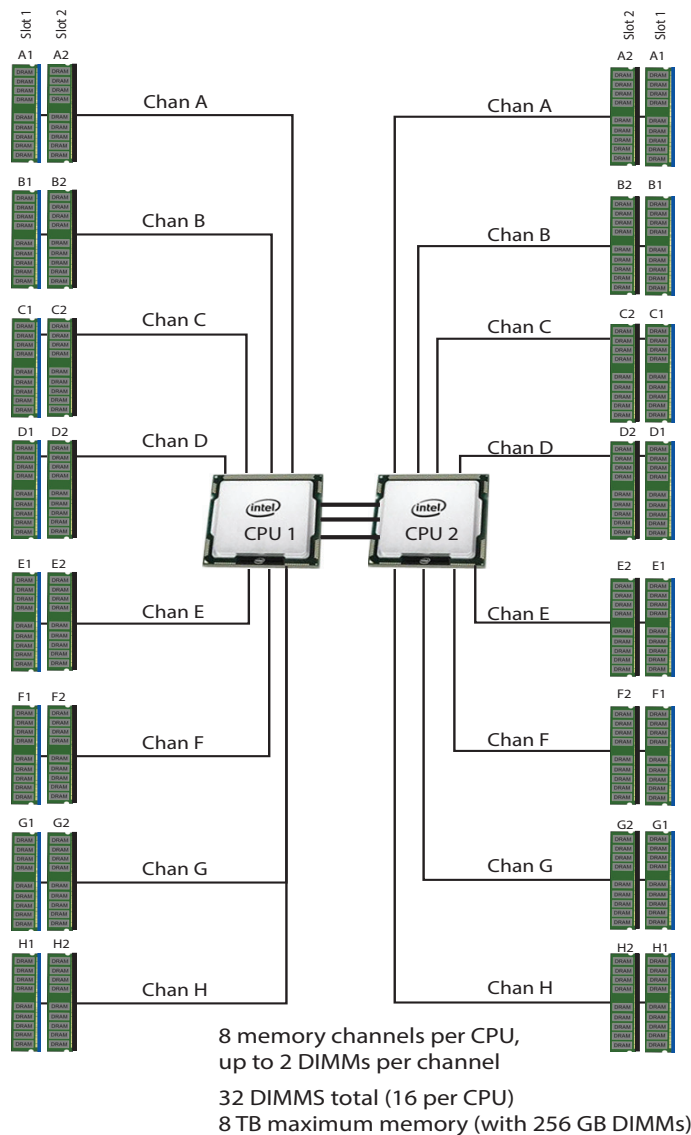 Slot 1
Slot 2
Slot 2
Slot 1
A1 A2
A2 A1
Chan A
Chan A
B1 B2
B2 B1
Chan B
Chan B
C1 C2
C2 C1
Chan C
Chan C
D1 D2
D2 D1
Chan D
Chan D
intel
CPU 1
intel
CPU 2
E1 E2
E2 E1
Chan E
Chan E
F1 F2
F2 F1
Chan F
Chan F
G1 G2
G2 G1
Chan G
Chan G
H1 H2
H2 H1
Chan H
Chan H
DRAM
8 memory channels per CPU,
up to 2 DIMMs per channel
32 DIMMS total (16 per CPU)
8 TB maximum memory (with 256 GB DIMMs)